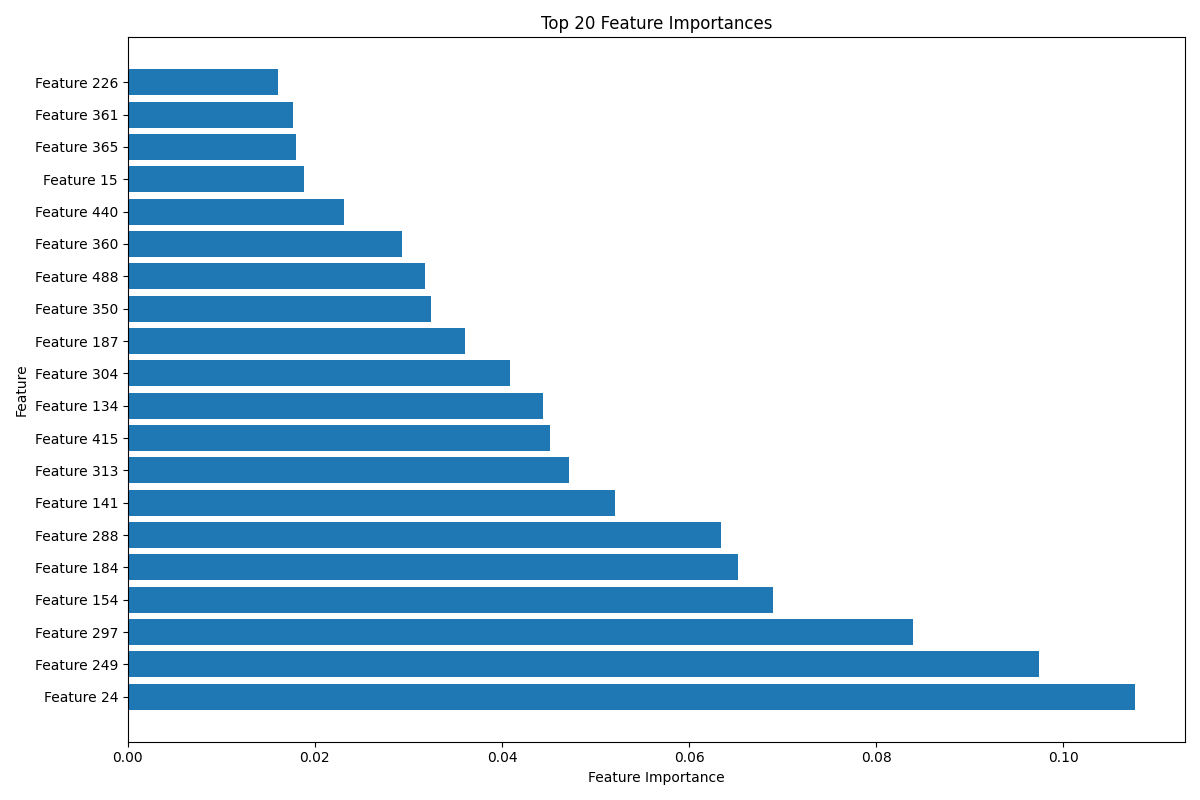 Top 20 Feature Importances
Feature
Feature 226
Feature 361
Feature 365
Feature 15
Feature 440
Feature 360
Feature 488
Feature 350
Feature 187
Feature 304
Feature 134
Feature 415
Feature 313
Feature 141
Feature 288
Feature 184
Feature 154
Feature 297
Feature 249
Feature 24
0.00 0.02 0.04 0.06 0.08 0.10
Feature Importance